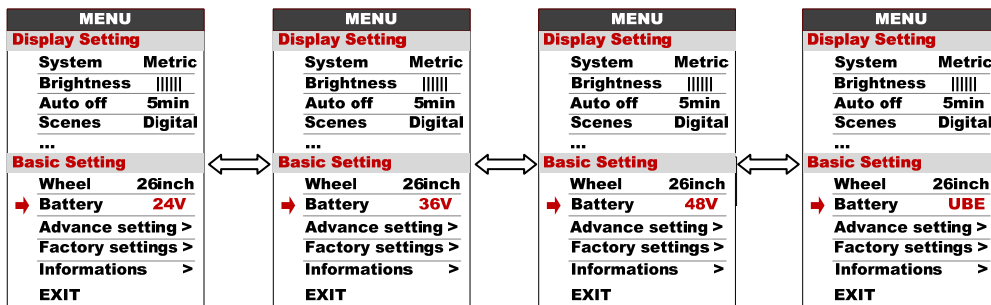 MENU
Display Setting
System Metric
Brightness ||||||
Auto off 5min
Scenes Digital
...
Basic Setting
Wheel 26inch
Battery 24V
Advance setting >
Factory settings >
Informations >
EXIT
MENU
Display Setting
System Metric
Brightness ||||||
Auto off 5min
Scenes Digital
...
Basic Setting
Wheel 26inch
Battery 36V
Advance setting >
Factory settings >
Informations >
EXIT
MENU
Display Setting
System Metric
Brightness ||||||
Auto off 5min
Scenes Digital
...
Basic Setting
Wheel 26inch
Battery 48V
Advance setting >
Factory settings >
Informations >
EXIT
MENU
Display Setting
System Metric
Brightness ||||||
Auto off 5min
Scenes Digital
...
Basic Setting
Wheel 26inch
Battery UBE
Advance setting >
Factory settings >
Informations >
EXIT